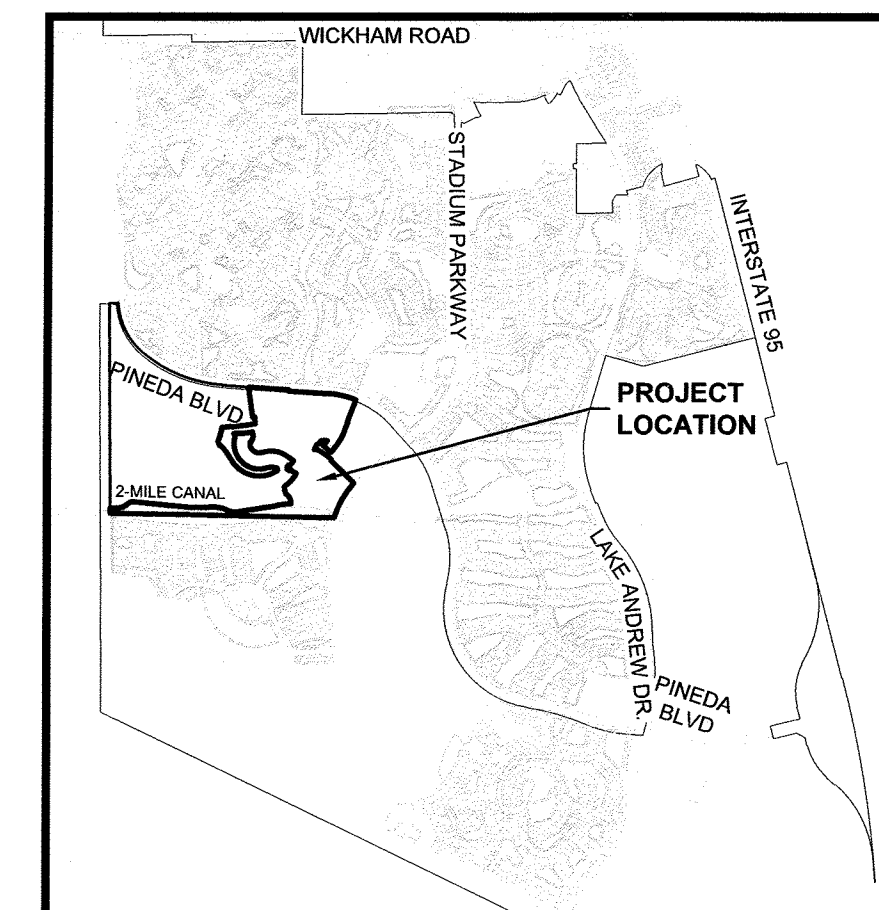 WICKHAM ROAD
STADIUM PARKWAY
INTERSTATE 95
PINEDA BLVD
PROJECT
LOCATION
2-MILE CANAL
LAKE ANDREW DR.
PINEDA
BLVD